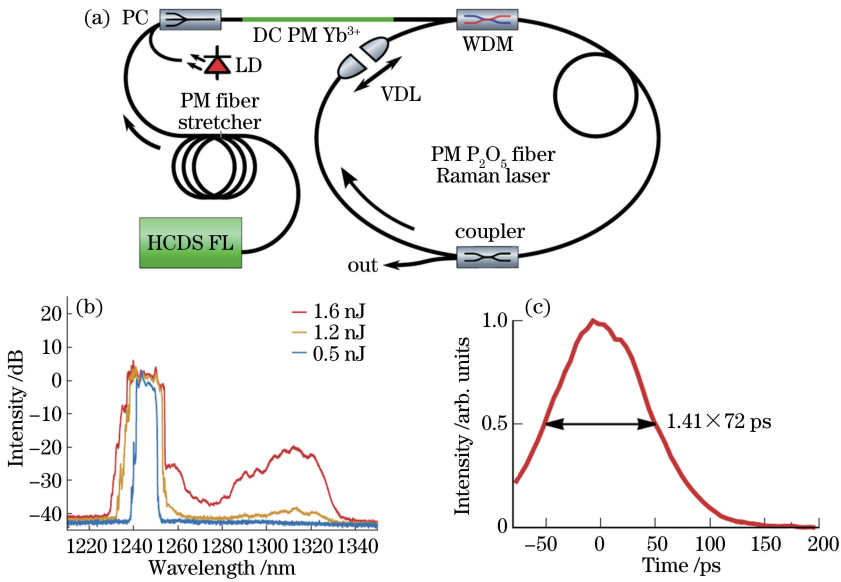 (a)
PC
DC PM Yb³⁺
WDM
LD
VDL
PM fiber
stretcher
PM P₂O₅ fiber
Raman laser
HCDS FL
coupler
out
(b)
1.6 nJ
1.2 nJ
0.5 nJ
Intensity /dB
20
10
0
−10
−20
−30
−40
1220 1240 1260 1280 1300 1320 1340
Wavelength /nm
(c)
Intensity /arb. units
1.0
0.5
0
1.41×72 ps
−50 0 50 100 150 200
Time /ps